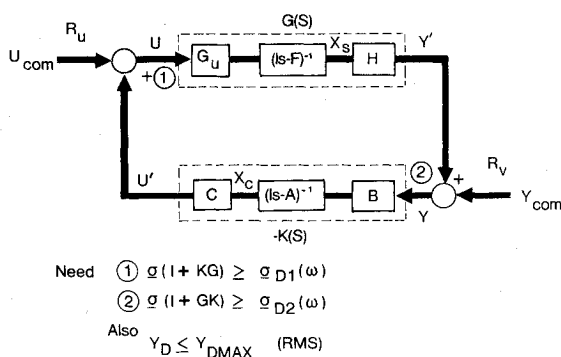 G(S)
R_u
U_com
U
+ ①
G_u
(Is-F)⁻¹
X_S
H
Y'
U'
C
X_C
(Is-A)⁻¹
B
②
Y
+
R_v
Y_com
-K(S)
Need ① σ (I + KG) ≥ σ_D1 (ω)
② σ (I + GK) ≥ σ_D2 (ω)
Also
Y_D ≤ Y_DMAX (RMS)